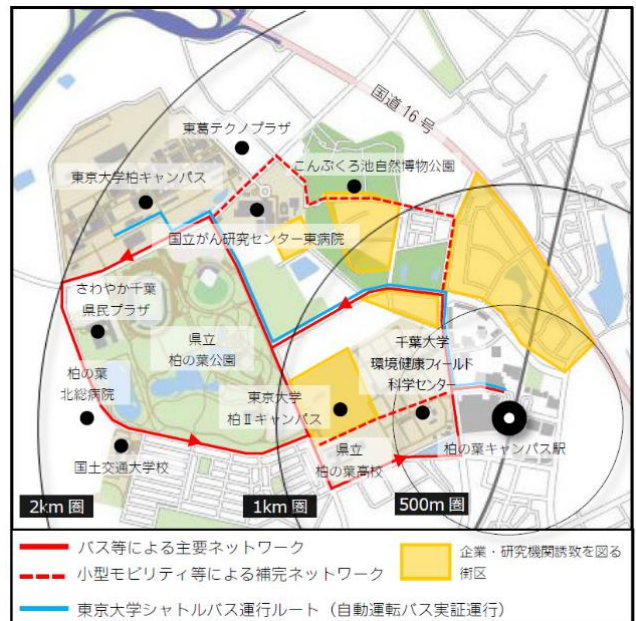 国道16号
東葛テクノプラザ
こんぶくろ池自然博物公園
東京大学柏キャンパス
国立がん研究センター東病院
さわやか千葉
県民プラザ
県立
柏の葉公園
千葉大学
環境健康フィールド
科学センター
柏の葉
北総病院
東京大学
柏Ⅱキャンパス
国土交通大学校
県立
柏の葉高校
柏の葉キャンパス駅
2km圏
1km圏
500m圏
バス等による主要ネットワーク
小型モビリティ等による補完ネットワーク
企業・研究機関誘致を図る
街区
東京大学シャトルバス運行ルート（自動運転バス実証運行）